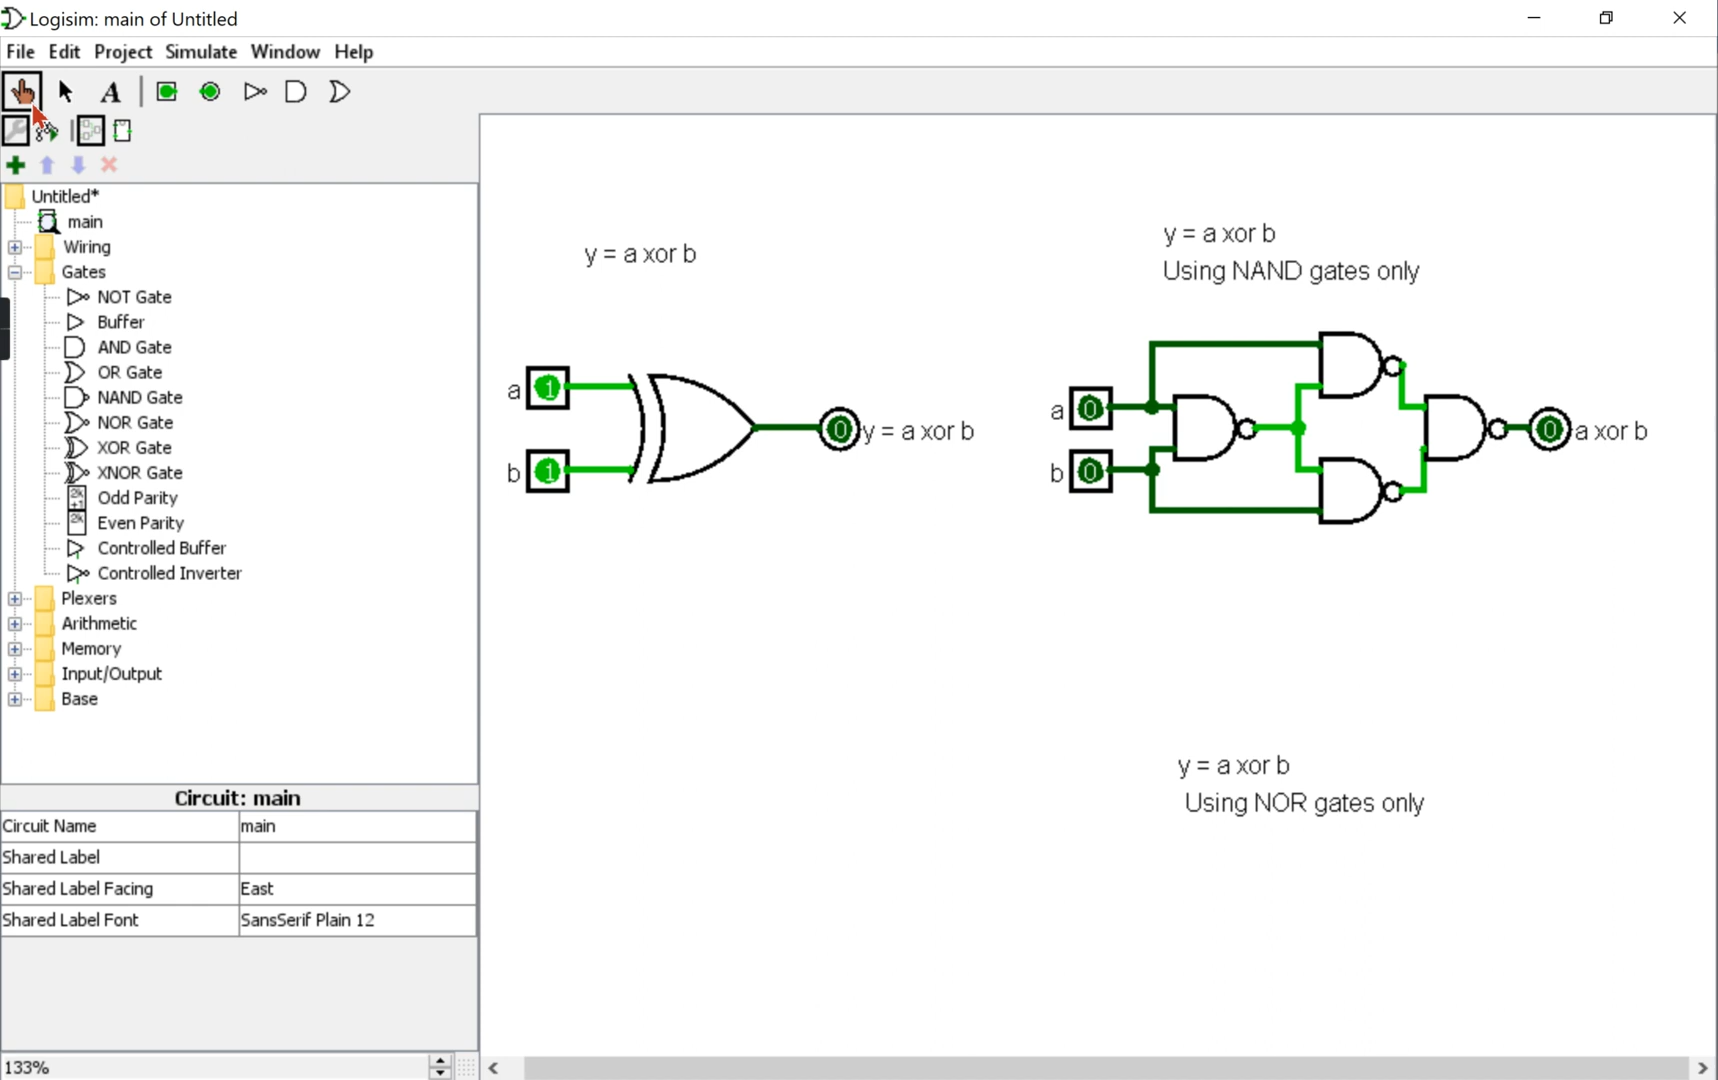 Logisim: main of Untitled
File Edit Project Simulate Window Help
A
Untitled*
main
Wiring
Gates
NOT Gate
Buffer
AND Gate
OR Gate
NAND Gate
NOR Gate
XOR Gate
XNOR Gate
2k+1 Odd Parity
2k Even Parity
Controlled Buffer
Controlled Inverter
Plexers
Arithmetic
Memory
Input/Output
Base
Circuit: main
Circuit Name main
Shared Label
Shared Label Facing East
Shared Label Font SansSerif Plain 12
133%
y = a xor b
a 1
b 1
0 y = a xor b
y = a xor b
Using NAND gates only
a 0
b 0
0 a xor b
y = a xor b
Using NOR gates only